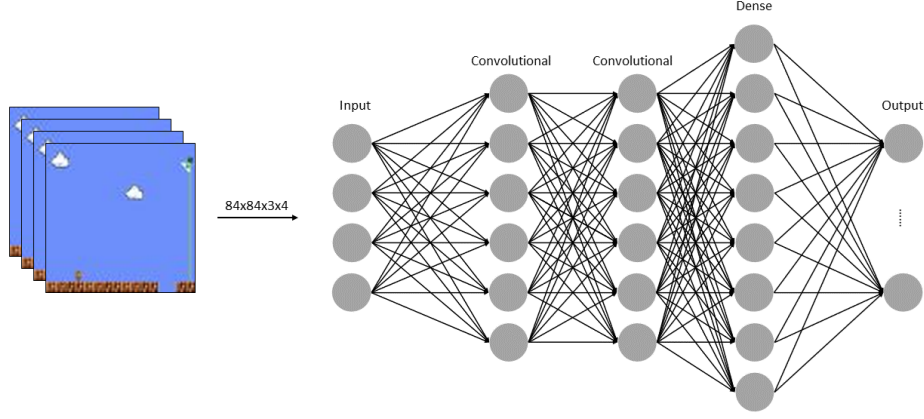 Dense
Convolutional
Convolutional
Input
Output
84x84x3x4